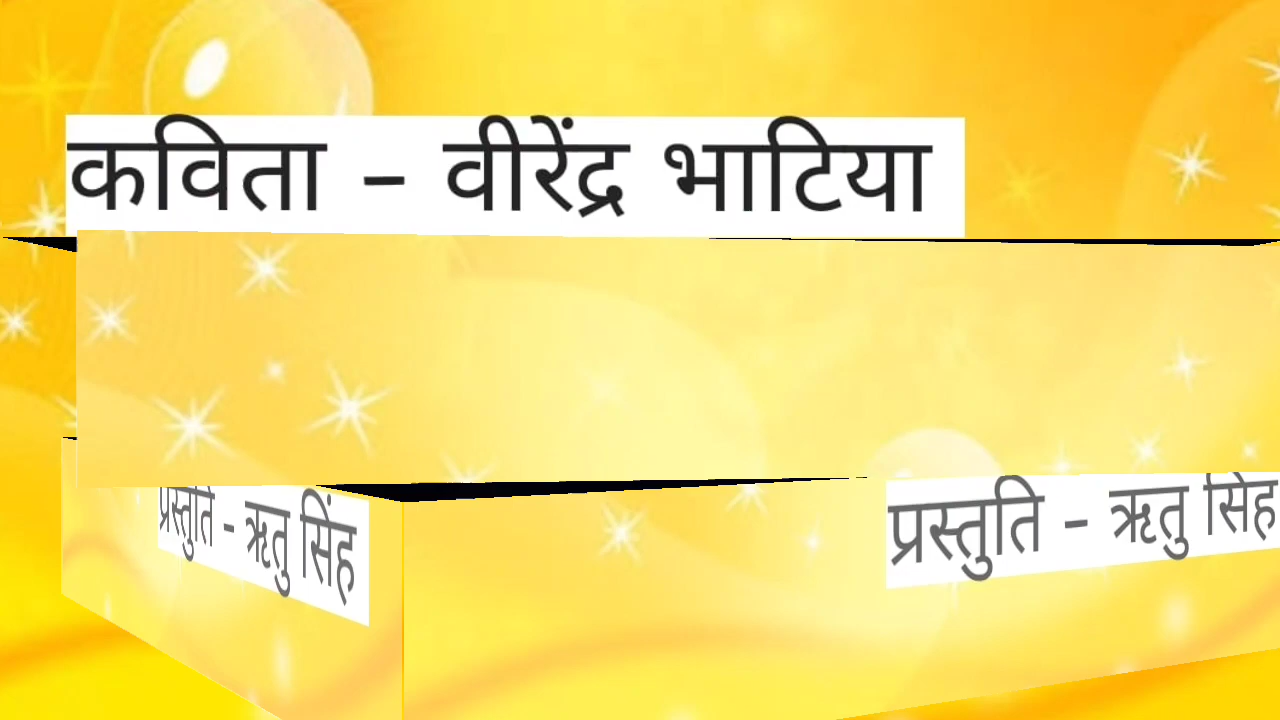 कविता – वीरेंद्र भाटिया
प्रस्तुति – ऋतु सिंह
प्रस्तुति – ऋतु सिंह